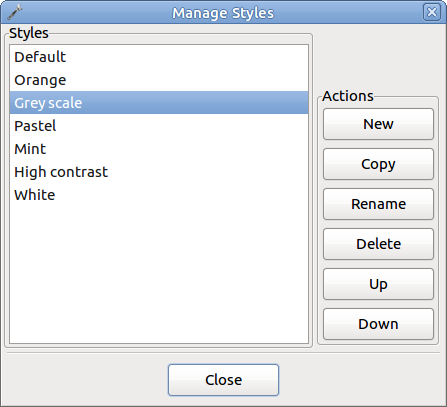 Manage Styles
Styles
Default
Orange
Grey scale
Pastel
Mint
High contrast
White
Actions
New
Copy
Rename
Delete
Up
Down
Close